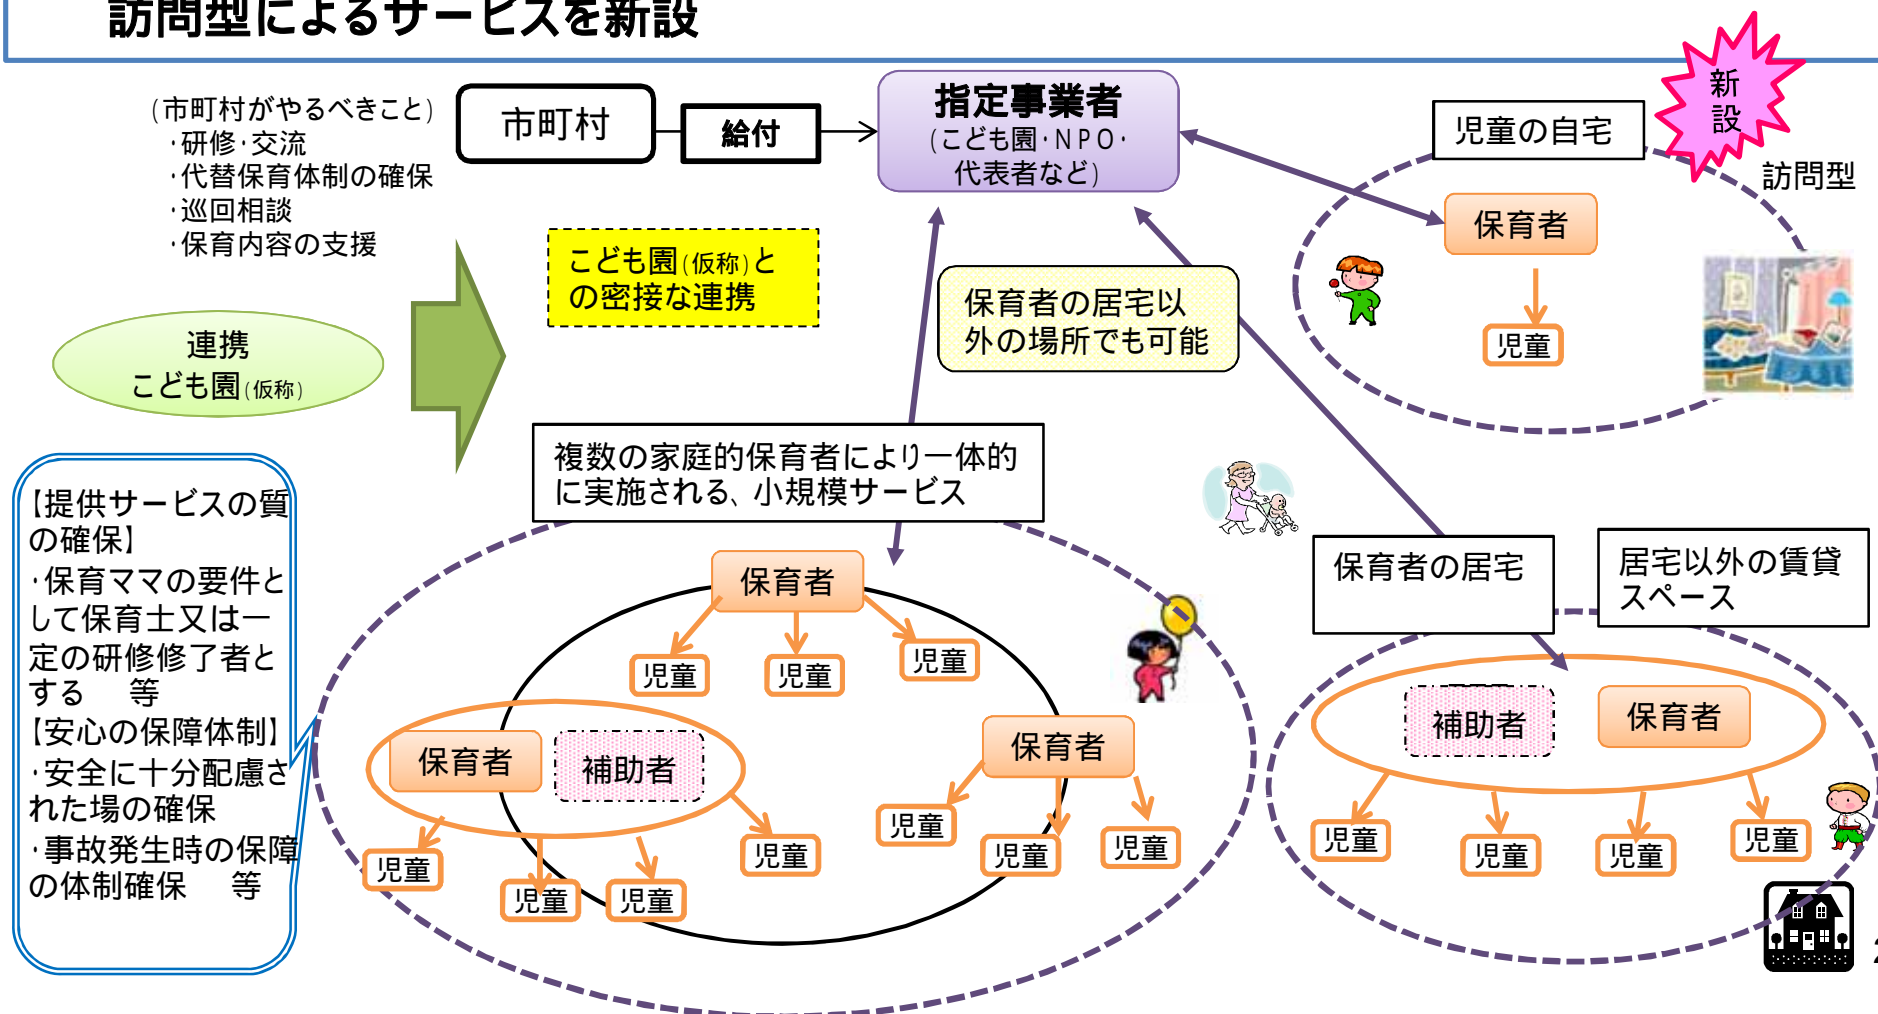 訪問型によるサービスを新設
(市町村がやるべきこと)
・研修・交流
・代替保育体制の確保
・巡回相談
・保育内容の支援
市町村
給付
指定事業者
(こども園・NPO・
代表者など)
児童の自宅
新
設
訪問型
保育者
児童
こども園(仮称)と
の密接な連携
保育者の居宅以
外の場所でも可能
連携
こども園(仮称)
複数の家庭的保育者により一体的
に実施される、小規模サービス
【提供サービスの質
の確保】
・保育ママの要件と
して保育士又は一
定の研修修了者と
する 等
【安心の保障体制】
・安全に十分配慮さ
れた場の確保
・事故発生時の保障
の体制確保 等
保育者
児童
児童
児童
保育者
補助者
児童
児童
児童
児童
保育者
児童
児童
児童
保育者の居宅
居宅以外の賃貸
スペース
補助者
保育者
児童
児童
児童
児童